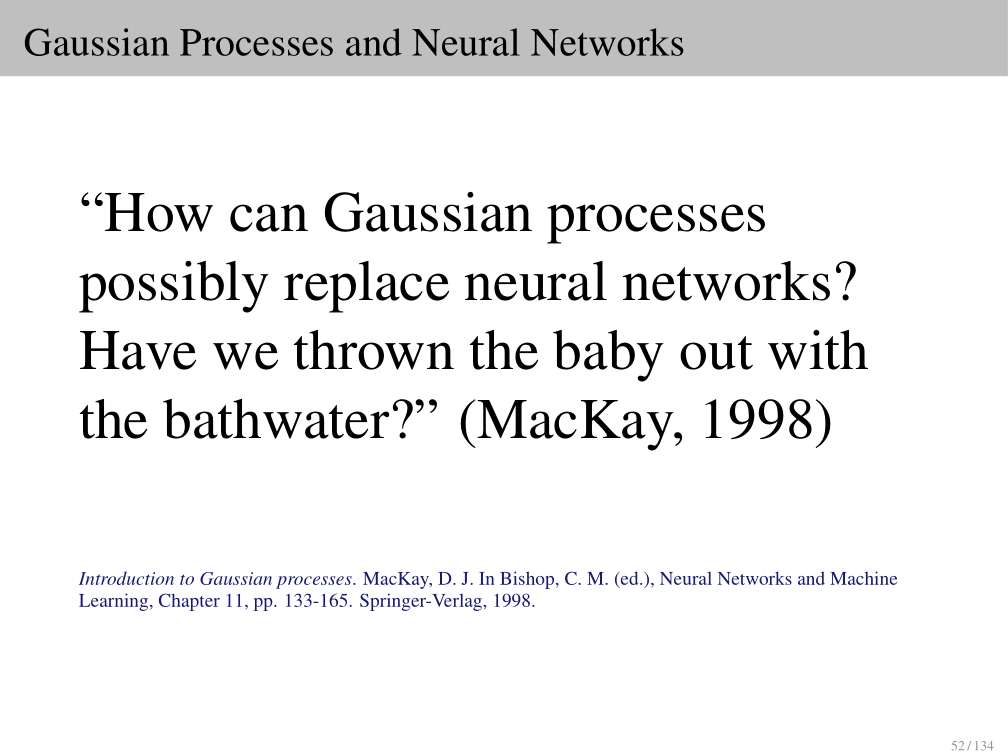 Gaussian Processes and Neural Networks
“How can Gaussian processes
possibly replace neural networks?
Have we thrown the baby out with
the bathwater?” (MacKay, 1998)
Introduction to Gaussian processes. MacKay, D. J. In Bishop, C. M. (ed.), Neural Networks and Machine
Learning, Chapter 11, pp. 133-165. Springer-Verlag, 1998.
52 / 134